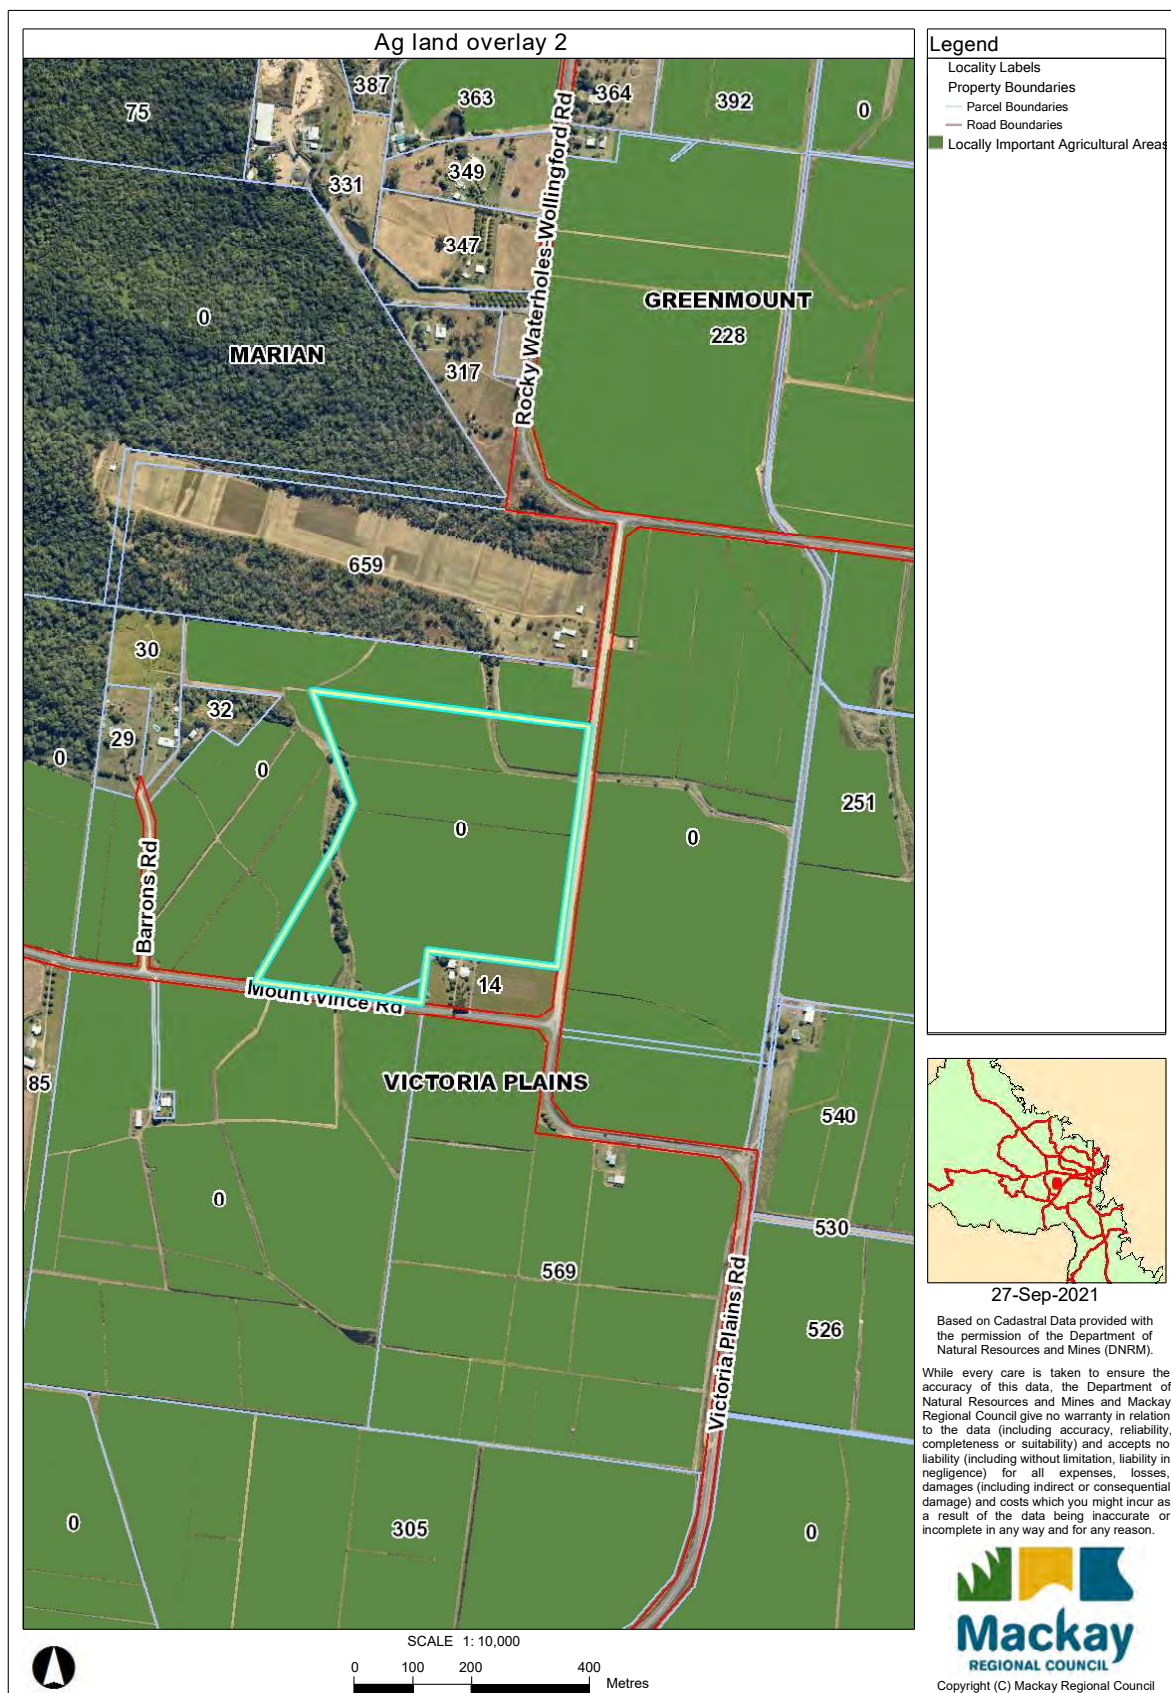 Ag land overlay 2
75
387
363
364
392
0
331
349
347
Rocky Waterholes-Wollingford Rd
GREENMOUNT
228
0
MARIAN
317
659
30
32
29
0
0
0
0
251
Barrons Rd
14
Mount Vince Rd
VICTORIA PLAINS
85
540
0
530
569
526
Victoria Plains Rd
0
305
0
Legend
Locality Labels
Property Boundaries
Parcel Boundaries
Road Boundaries
Locally Important Agricultural Areas
27-Sep-2021
Based on Cadastral Data provided with
the permission of the Department of
Natural Resources and Mines (DNRM).
While every care is taken to ensure the
accuracy of this data, the Department of
Natural Resources and Mines and Mackay
Regional Council give no warranty in relation
to the data (including accuracy, reliability,
completeness or suitability) and accepts no
liability (including without limitation, liability in
negligence) for all expenses, losses,
damages (including indirect or consequential
damage) and costs which you might incur as
a result of the data being inaccurate or
incomplete in any way and for any reason.
Mackay
REGIONAL COUNCIL
Copyright (C) Mackay Regional Council
SCALE 1: 10,000
0 100 200 400
Metres